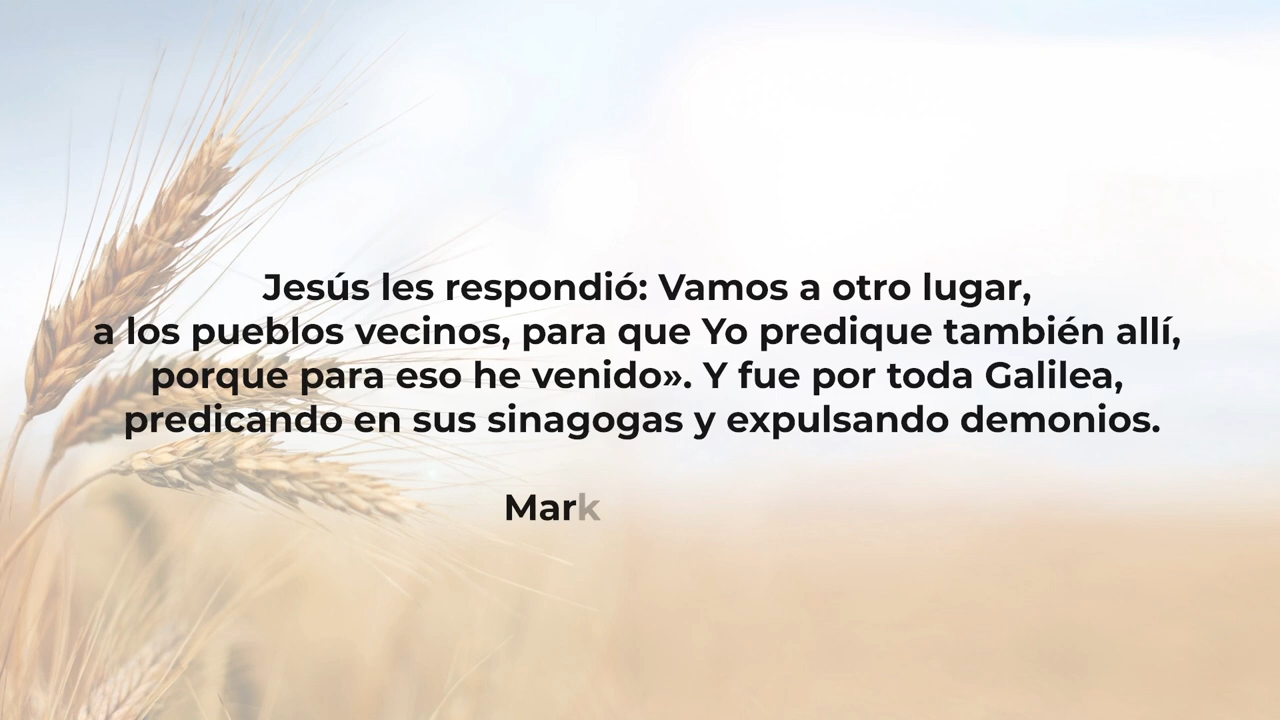 Jesús les respondió: Vamos a otro lugar,
a los pueblos vecinos, para que Yo predique también allí,
porque para eso he venido». Y fue por toda Galilea,
predicando en sus sinagogas y expulsando demonios.
Mark